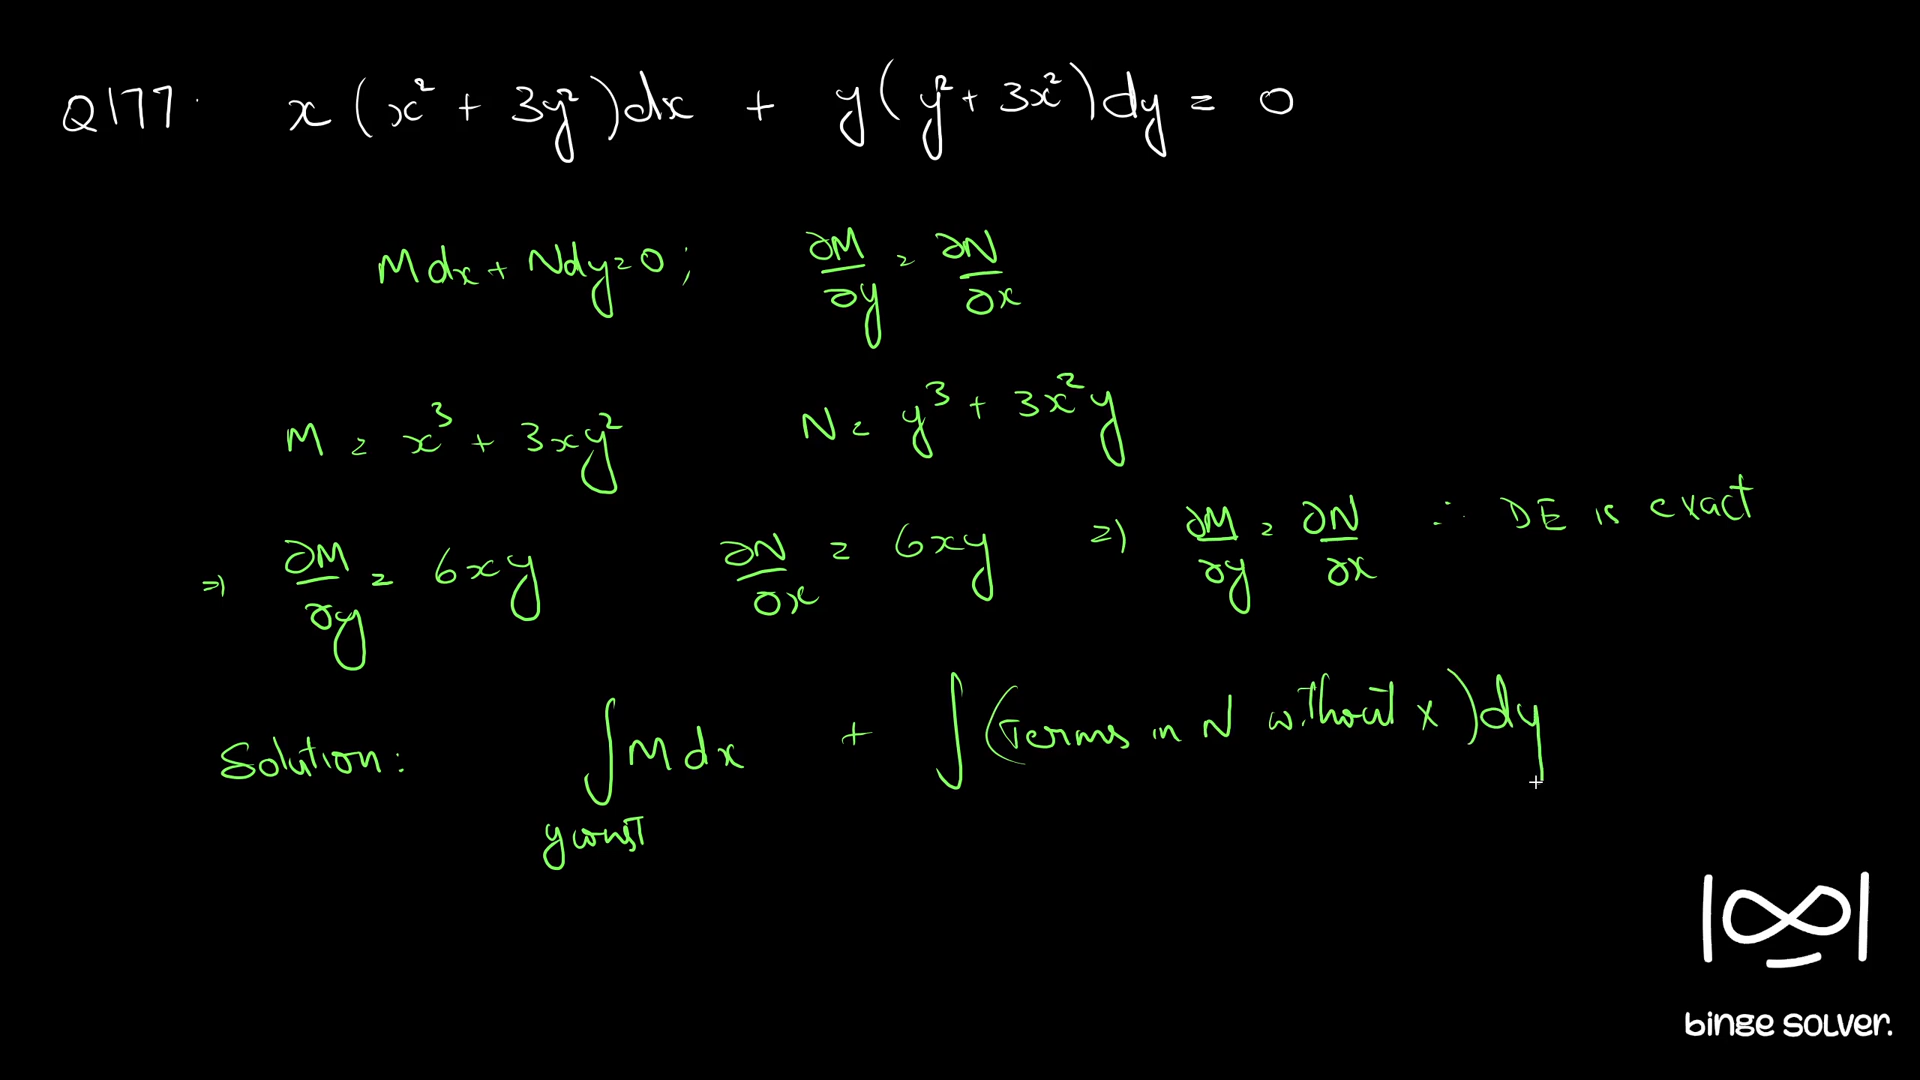 Q177. x (x² + 3y²)dx + y(y² + 3x²)dy = 0
Mdx + Ndy = 0 ; ∂M/∂y = ∂N/∂x
M = x³ + 3xy² N = y³ + 3x²y
⇒ ∂M/∂y = 6xy ∂N/∂x = 6xy ⇒ ∂M/∂y = ∂N/∂x ∴ DE is exact
Solution: ∫Mdx + ∫(Terms in N without x)dy
y const
binge solver.